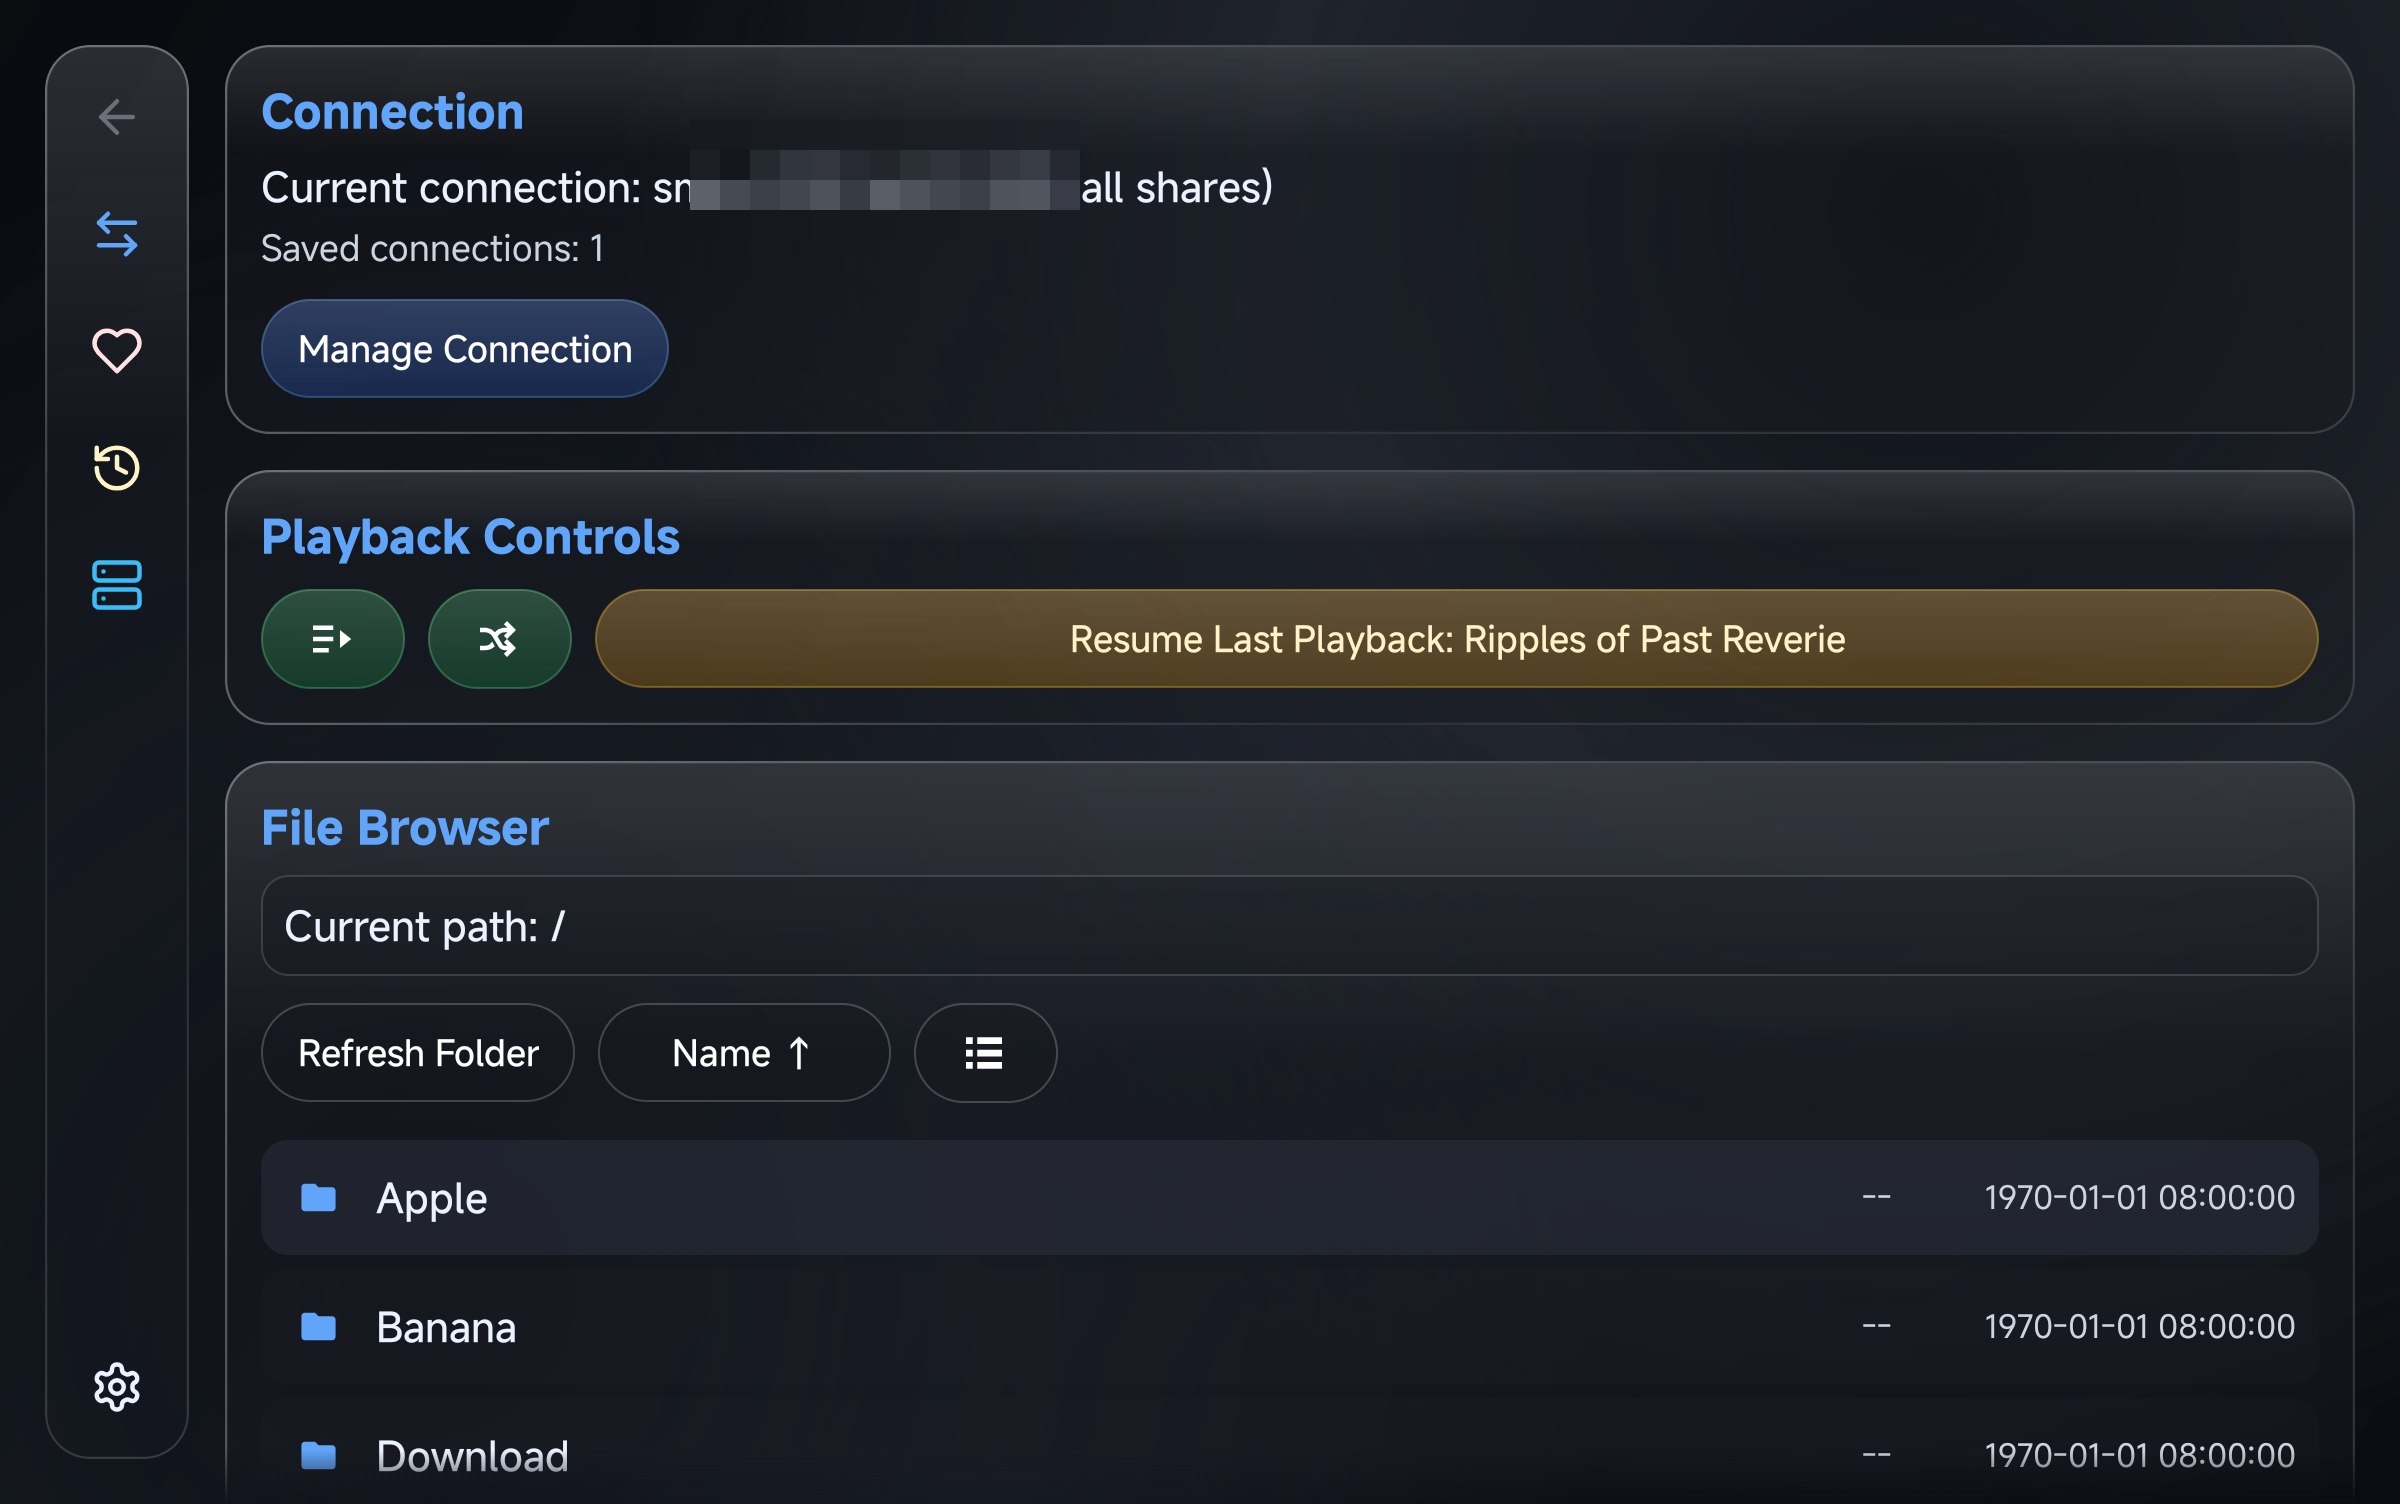 Connection
Current connection: all shares)
Saved connections: 1
Manage Connection
Playback Controls
Resume Last Playback: Ripples of Past Reverie
File Browser
Current path: /
Refresh Folder Name ↑
Apple -- 1970-01-01 08:00:00
Banana -- 1970-01-01 08:00:00
Download -- 1970-01-01 08:00:00